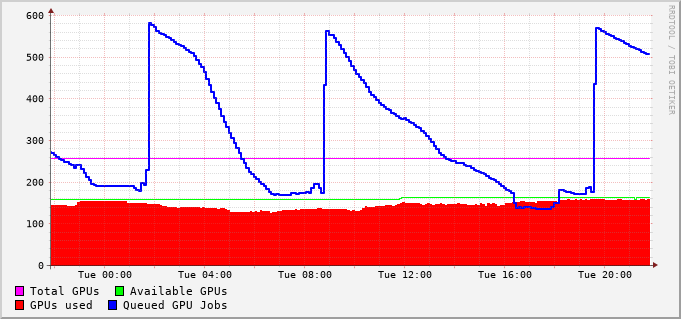 600
500
400
300
200
100
0
Tue 00:00 Tue 04:00 Tue 08:00 Tue 12:00 Tue 16:00 Tue 20:00
Total GPUs Available GPUs
GPUs used Queued GPU Jobs
RRDTOOL / TOBI OETIKER